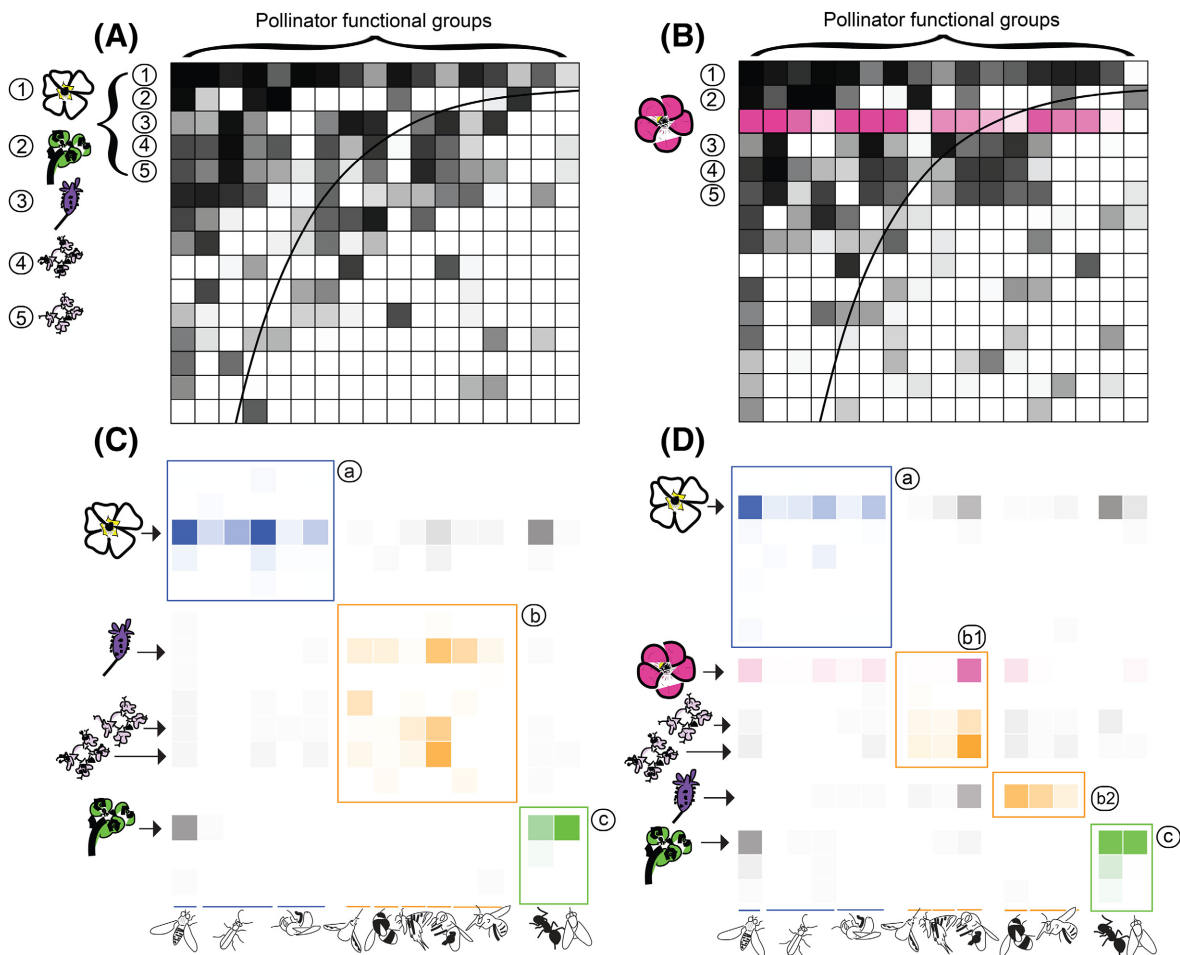 Pollinator functional groups
(A)
①
②
③
④
⑤
①
②
③
④
⑤
Pollinator functional groups
(B)
①
②
③
④
⑤
(C)
ⓐ
ⓑ
ⓒ
(D)
ⓐ
b1
b2
ⓒ